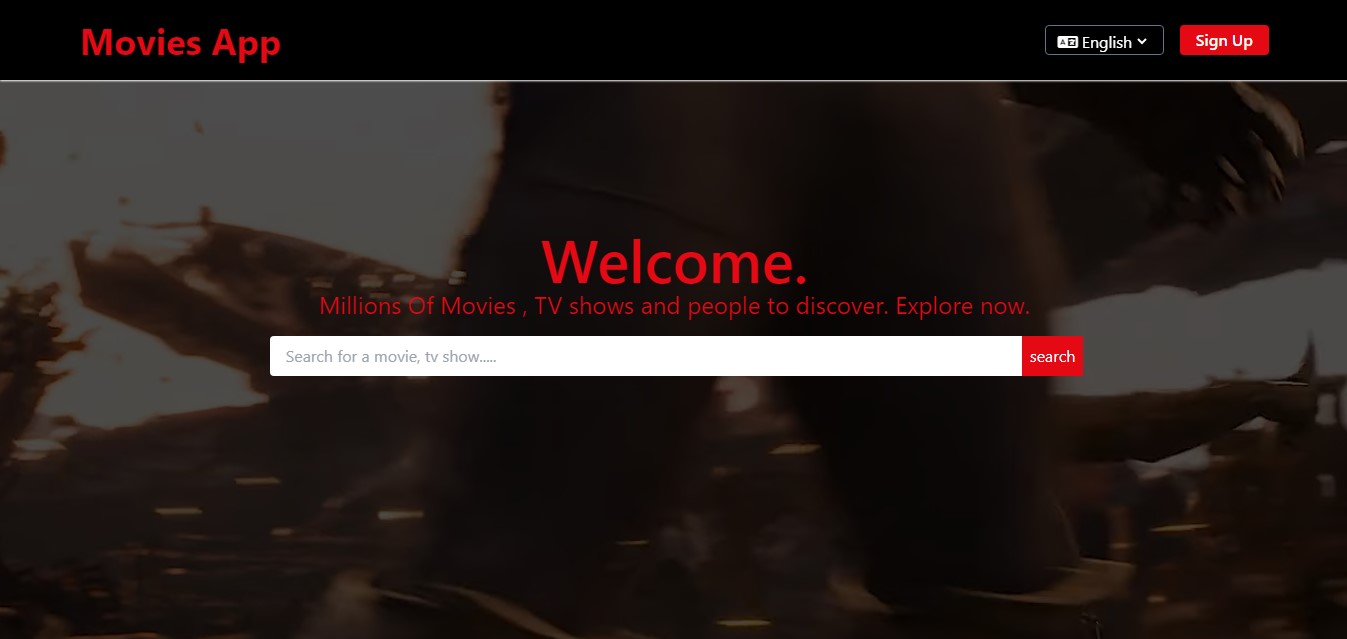 Movies App
English
Sign Up
Welcome.
Millions Of Movies , TV shows and people to discover. Explore now.
Search for a movie, tv show.....
search